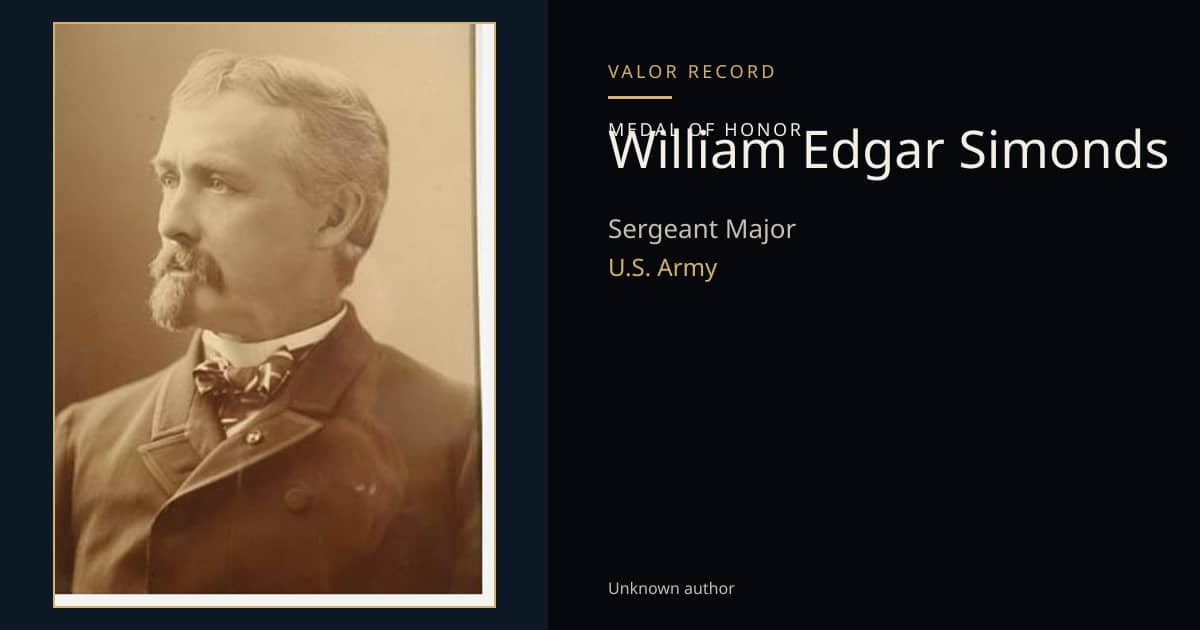 VALOR RECORD
MEDAL OF HONOR
William Edgar Simonds
Sergeant Major
U.S. Army
Unknown author